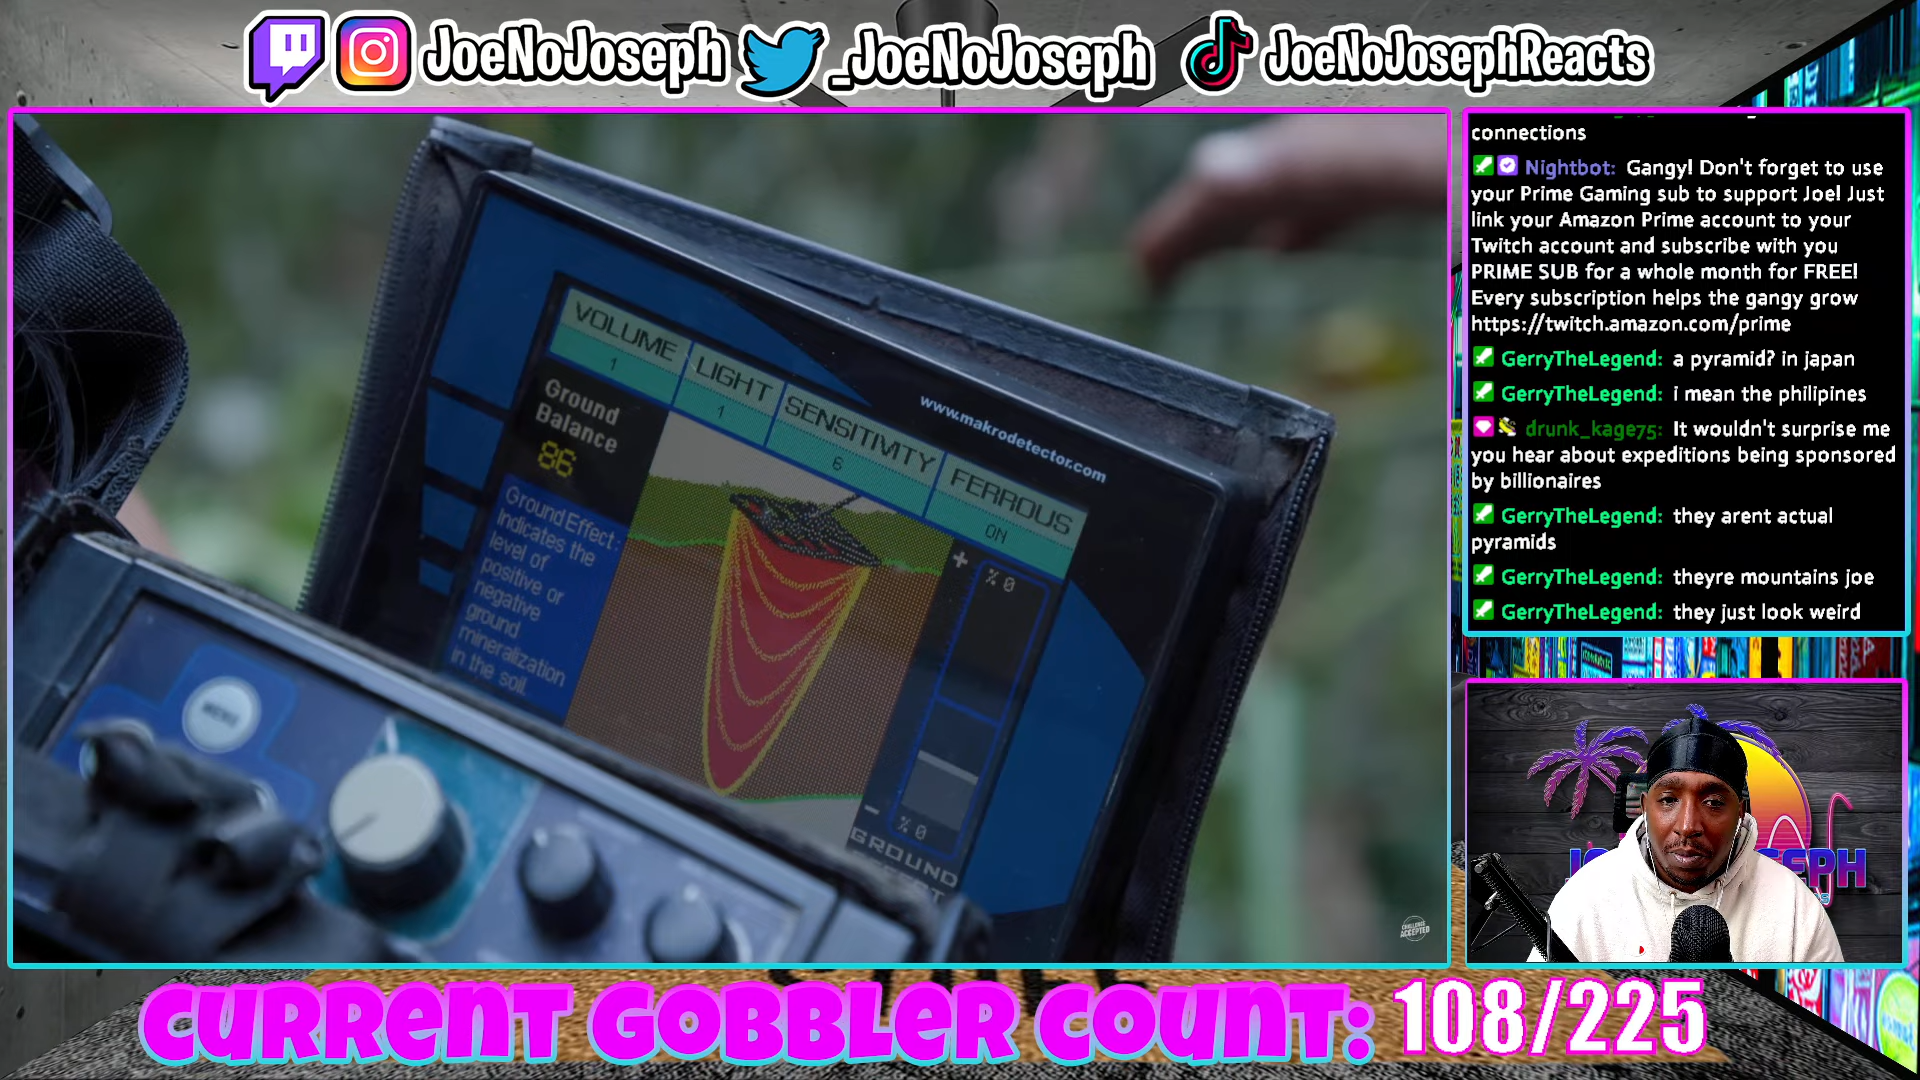 JoeNoJoseph _JoeNoJoseph JoeNoJosephReacts
VOLUME LIGHT SENSITIVITY FERROUS
1 1 6 ON
www.makrodetector.com
Ground
Balance
86
Ground Effect:
Indicates the
level of
positive or
negative
ground
mineralization
in the soil.
+
% 0
-
% 0
GROUND
MENU
CHALLENGE
ACCEPTED
connections
Nightbot: Gangy! Don't forget to use
your Prime Gaming sub to support Joe! Just
link your Amazon Prime account to your
Twitch account and subscribe with you
PRIME SUB for a whole month for FREE!
Every subscription helps the gangy grow
https://twitch.amazon.com/prime
GerryTheLegend: a pyramid? in japan
GerryTheLegend: i mean the philipines
drunk_kage75: It wouldn't surprise me
you hear about expeditions being sponsored
by billionaires
GerryTheLegend: they arent actual
pyramids
GerryTheLegend: theyre mountains joe
GerryTheLegend: they just look weird
CURRENT GOBBLER COUNT: 108/225